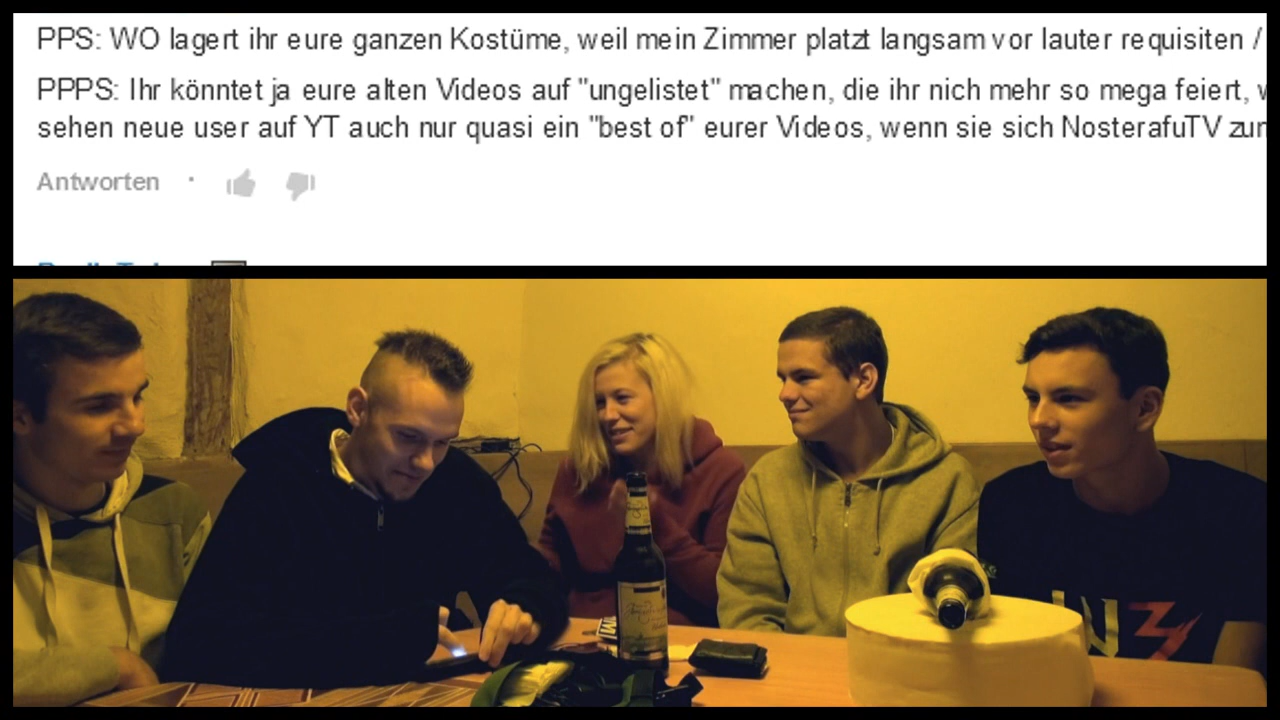 PPS: WO lagert ihr eure ganzen Kostüme, weil mein Zimmer platzt langsam vor lauter requisiten /
PPPS: Ihr könntet ja eure alten Videos auf "ungelistet" machen, die ihr nich mehr so mega feiert, w
sehen neue user auf YT auch nur quasi ein "best of" eurer Videos, wenn sie sich NosterafuTV zur
Antworten ·